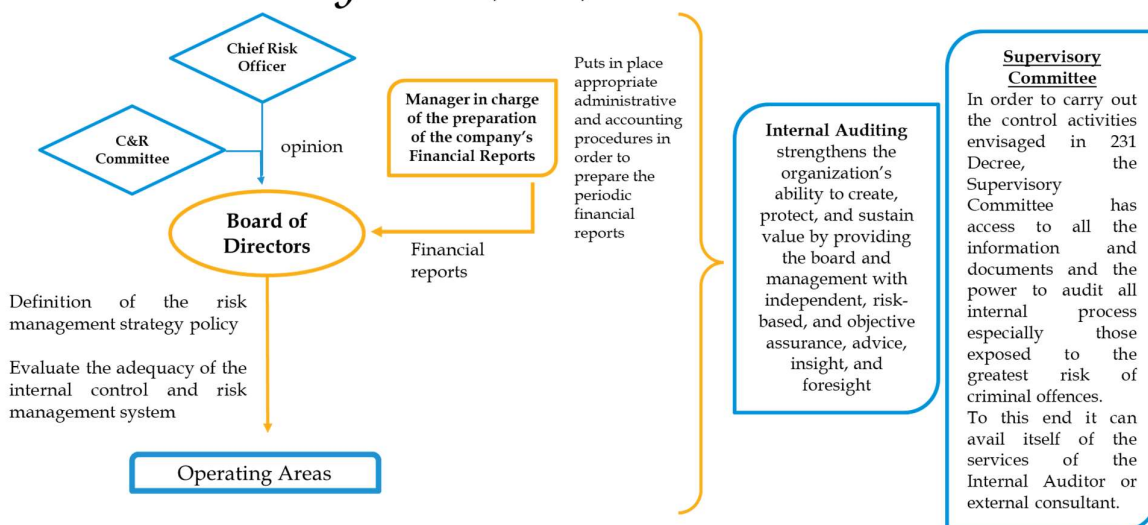 Chief Risk
Officer
C&R
Committee
opinion
Manager in charge
of the preparation
of the company's
Financial Reports
Puts in place
appropriate
administrative
and accounting
procedures in
order to
prepare the
periodic
financial
reports
Board of
Directors
Financial
reports
Definition of the risk
management strategy policy
Evaluate the adequacy of the
internal control and risk
management system
Operating Areas
Internal Auditing
strengthens the
organization's
ability to create,
protect, and sustain
value by providing
the board and
management with
independent, risk-
based, and objective
assurance, advice,
insight, and
foresight
Supervisory
Committee
In order to carry out
the control activities
envisaged in 231
Decree, the
Supervisory
Committee has
access to all the
information and
documents and the
power to audit all
internal process
especially those
exposed to the
greatest risk of
criminal offences.
To this end it can
avail itself of the
services of the
Internal Auditor or
external consultant.